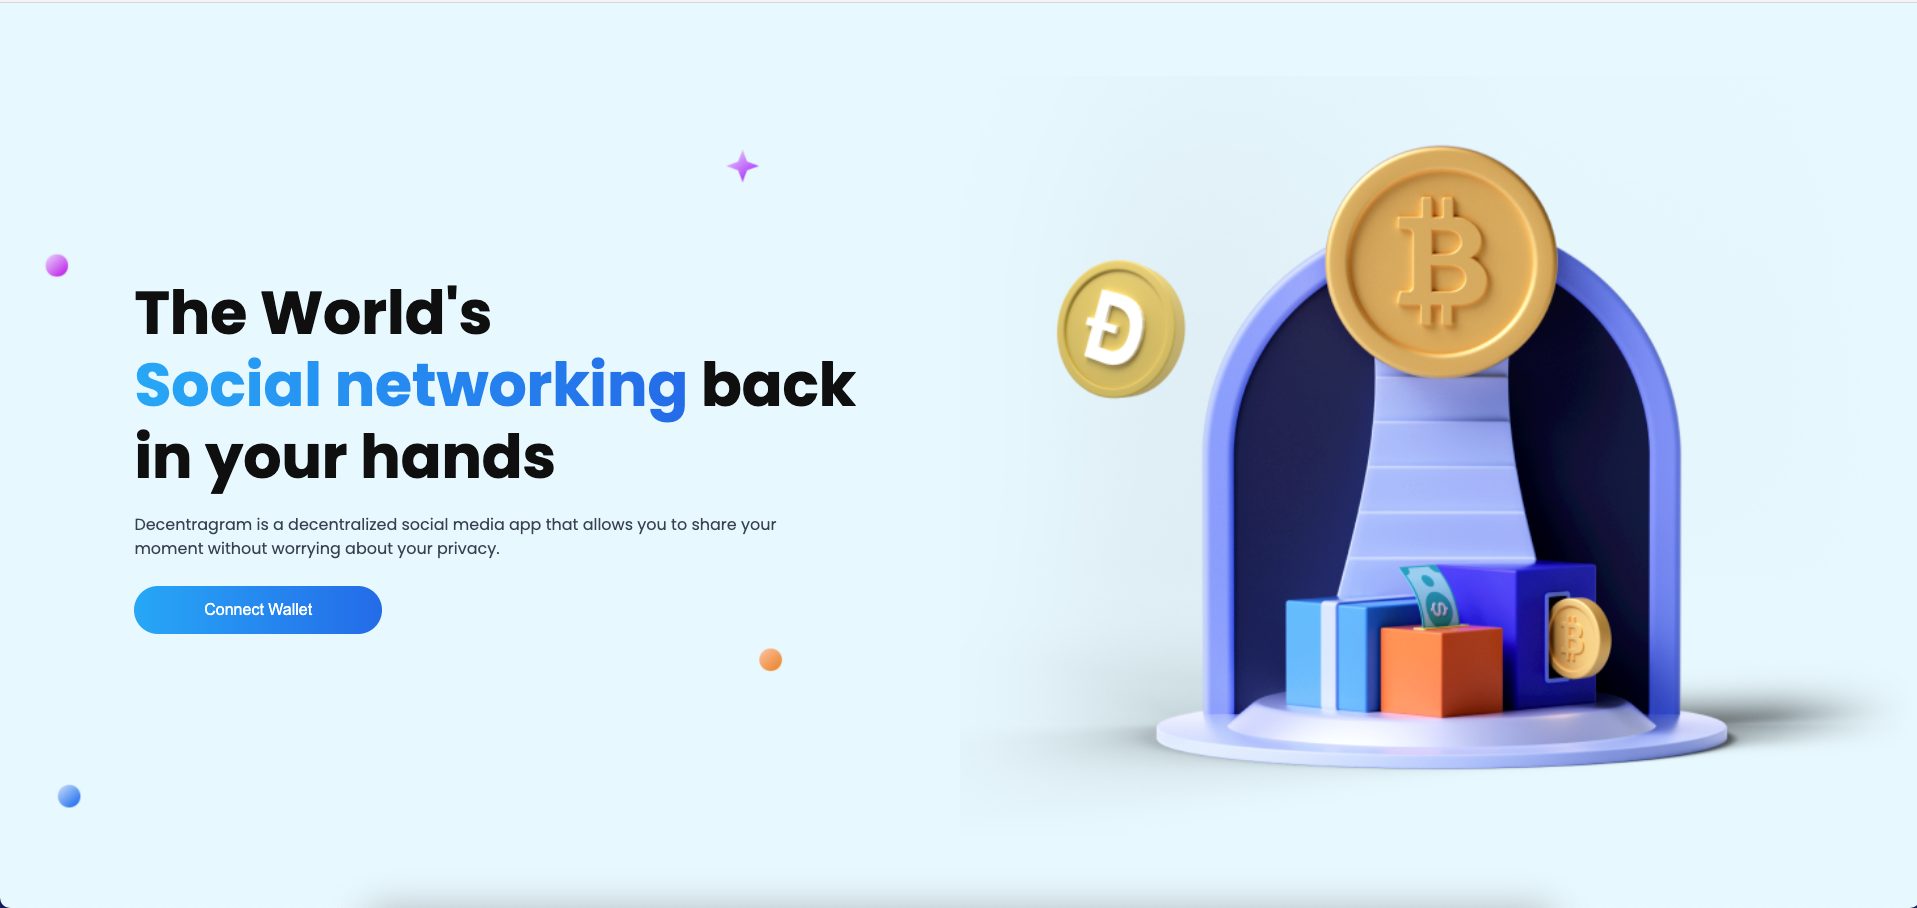 The World's
Social networking back
in your hands
Decentragram is a decentralized social media app that allows you to share your
moment without worrying about your privacy.
Connect Wallet